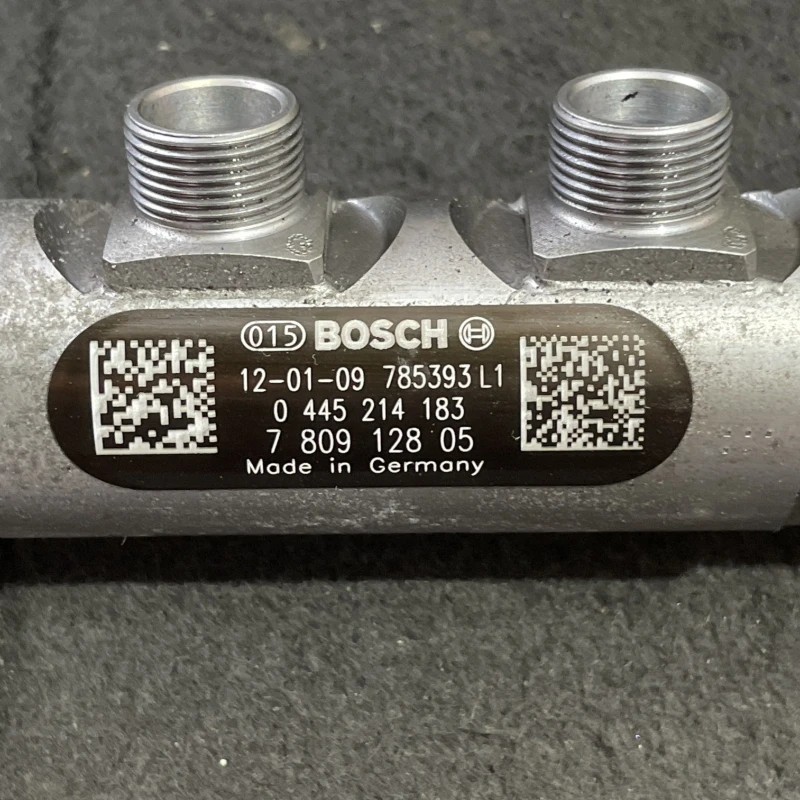 015 BOSCH
12-01-09 785393 L1
0 445 214 183
7 809 128 05
Made in Germany